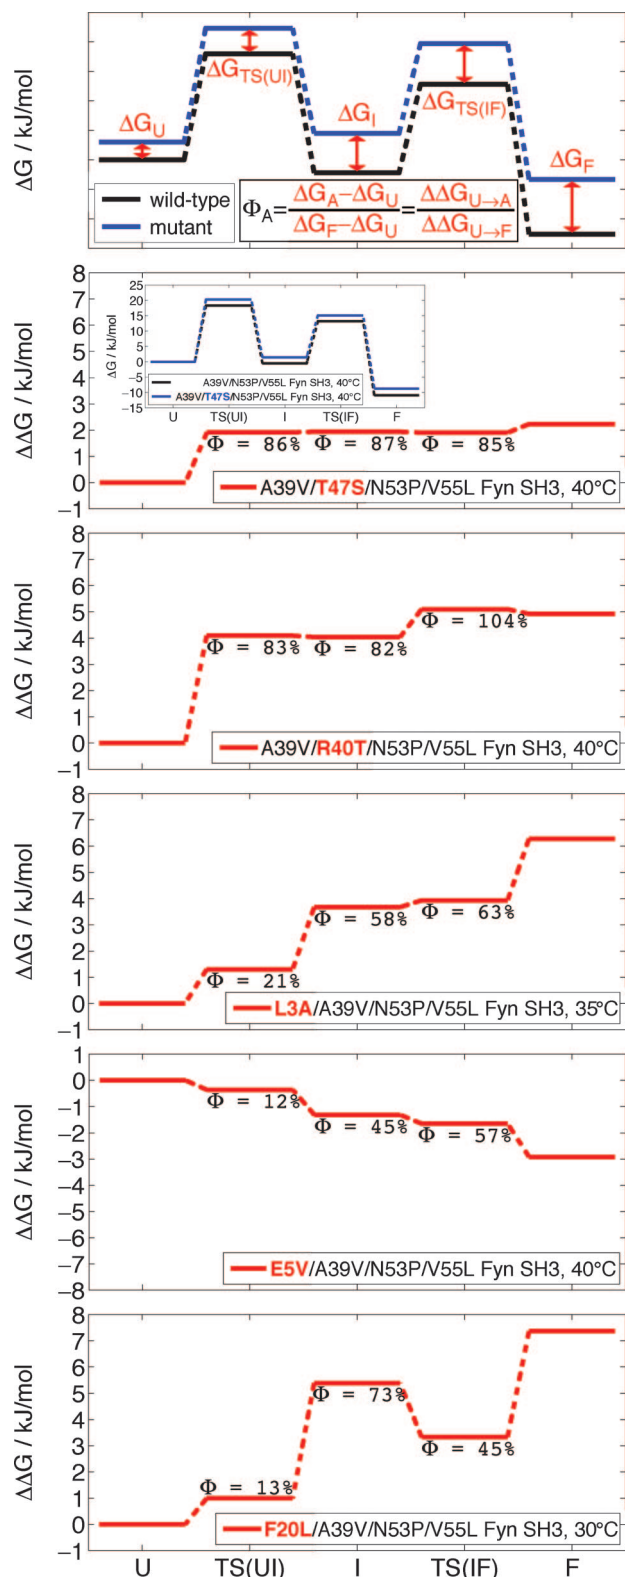 ΔG / kJ/mol
ΔG_U
ΔG_TS(UI)
ΔG_I
ΔG_TS(IF)
ΔG_F
wild-type
mutant
Φ_A = (ΔG_A−ΔG_U)/(ΔG_F−ΔG_U) = ΔΔG_U→A/ΔΔG_U→F
ΔΔG / kJ/mol
8
7
6
5
4
3
2
1
0
−1
ΔG / kJ/mol
25
20
15
10
5
0
−5
−10
−15
A39V/N53P/V55L Fyn SH3, 40°C
A39V/T47S/N53P/V55L Fyn SH3, 40°C
U TS(UI) I TS(IF) F
Φ = 86% Φ = 87% Φ = 85%
A39V/T47S/N53P/V55L Fyn SH3, 40°C
ΔΔG / kJ/mol
8
7
6
5
4
3
2
1
0
−1
Φ = 83% Φ = 82% Φ = 104%
A39V/R40T/N53P/V55L Fyn SH3, 40°C
ΔΔG / kJ/mol
8
7
6
5
4
3
2
1
0
−1
Φ = 21% Φ = 58% Φ = 63%
L3A/A39V/N53P/V55L Fyn SH3, 35°C
ΔΔG / kJ/mol
1
0
−1
−2
−3
−4
−5
−6
−7
−8
Φ = 12% Φ = 45% Φ = 57%
E5V/A39V/N53P/V55L Fyn SH3, 40°C
ΔΔG / kJ/mol
8
7
6
5
4
3
2
1
0
−1
Φ = 13% Φ = 73% Φ = 45%
F20L/A39V/N53P/V55L Fyn SH3, 30°C
U TS(UI) I TS(IF) F